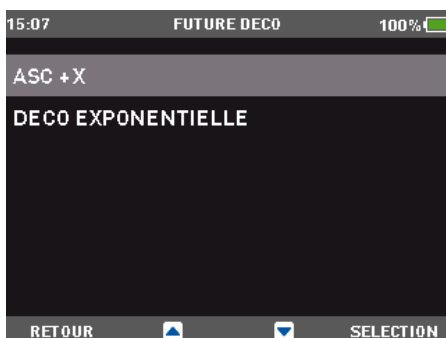 15:07 FUTURE DECO 100%
ASC +X
DECO EXPONENTIELLE
RETOUR SELECTION